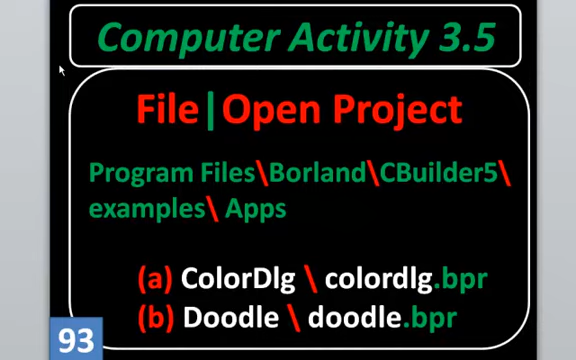 Computer Activity 3.5
File|Open Project
Program Files\Borland\CBuilder5\
examples\ Apps
(a) ColorDlg \ colordlg.bpr
(b) Doodle \ doodle.bpr
93